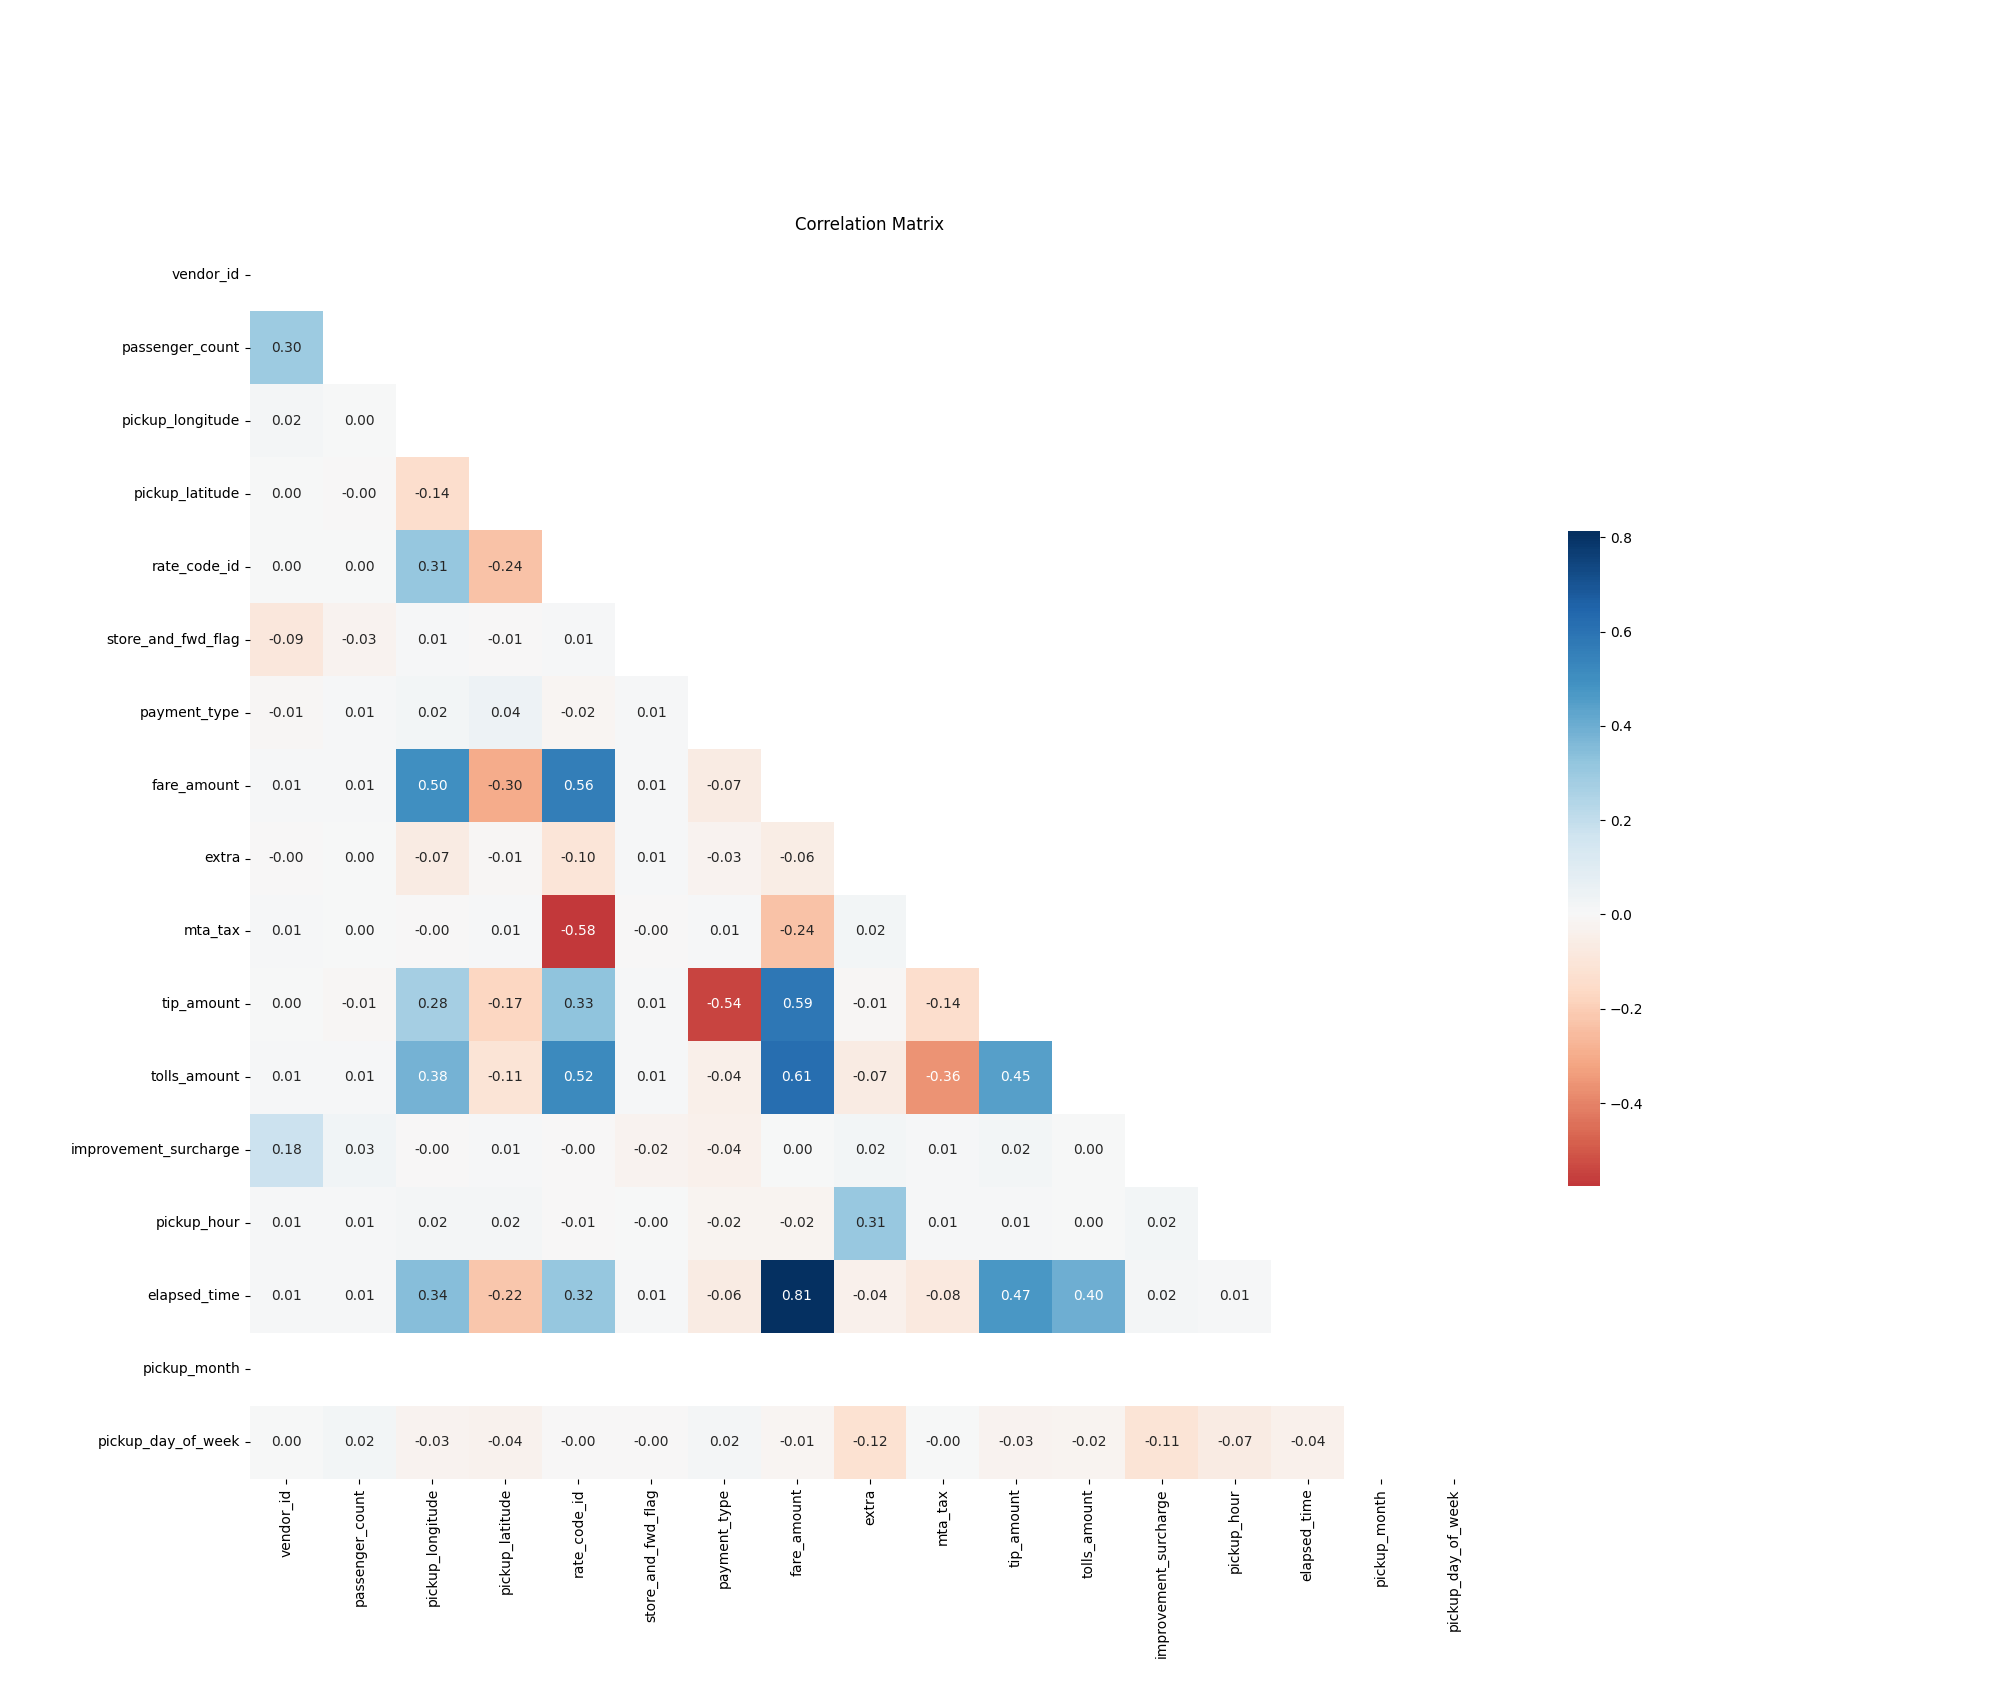 Correlation Matrix
vendor_id
passenger_count 0.30
pickup_longitude 0.02 0.00
pickup_latitude 0.00 -0.00 -0.14
rate_code_id 0.00 0.00 0.31 -0.24
store_and_fwd_flag -0.09 -0.03 0.01 -0.01 0.01
payment_type -0.01 0.01 0.02 0.04 -0.02 0.01
fare_amount 0.01 0.01 0.50 -0.30 0.56 0.01 -0.07
extra -0.00 0.00 -0.07 -0.01 -0.10 0.01 -0.03 -0.06
mta_tax 0.01 0.00 -0.00 0.01 -0.58 -0.00 0.01 -0.24 0.02
tip_amount 0.00 -0.01 0.28 -0.17 0.33 0.01 -0.54 0.59 -0.01 -0.14
tolls_amount 0.01 0.01 0.38 -0.11 0.52 0.01 -0.04 0.61 -0.07 -0.36 0.45
improvement_surcharge 0.18 0.03 -0.00 0.01 -0.00 -0.02 -0.04 0.00 0.02 0.01 0.02 0.00
pickup_hour 0.01 0.01 0.02 0.02 -0.01 -0.00 -0.02 -0.02 0.31 0.01 0.01 0.00 0.02
elapsed_time 0.01 0.01 0.34 -0.22 0.32 0.01 -0.06 0.81 -0.04 -0.08 0.47 0.40 0.02 0.01
pickup_month
pickup_day_of_week 0.00 0.02 -0.03 -0.04 -0.00 -0.00 0.02 -0.01 -0.12 -0.00 -0.03 -0.02 -0.11 -0.07 -0.04
vendor_id
passenger_count
pickup_longitude
pickup_latitude
rate_code_id
store_and_fwd_flag
payment_type
fare_amount
extra
mta_tax
tip_amount
tolls_amount
improvement_surcharge
pickup_hour
elapsed_time
pickup_month
pickup_day_of_week
0.8
0.6
0.4
0.2
0.0
−0.2
−0.4